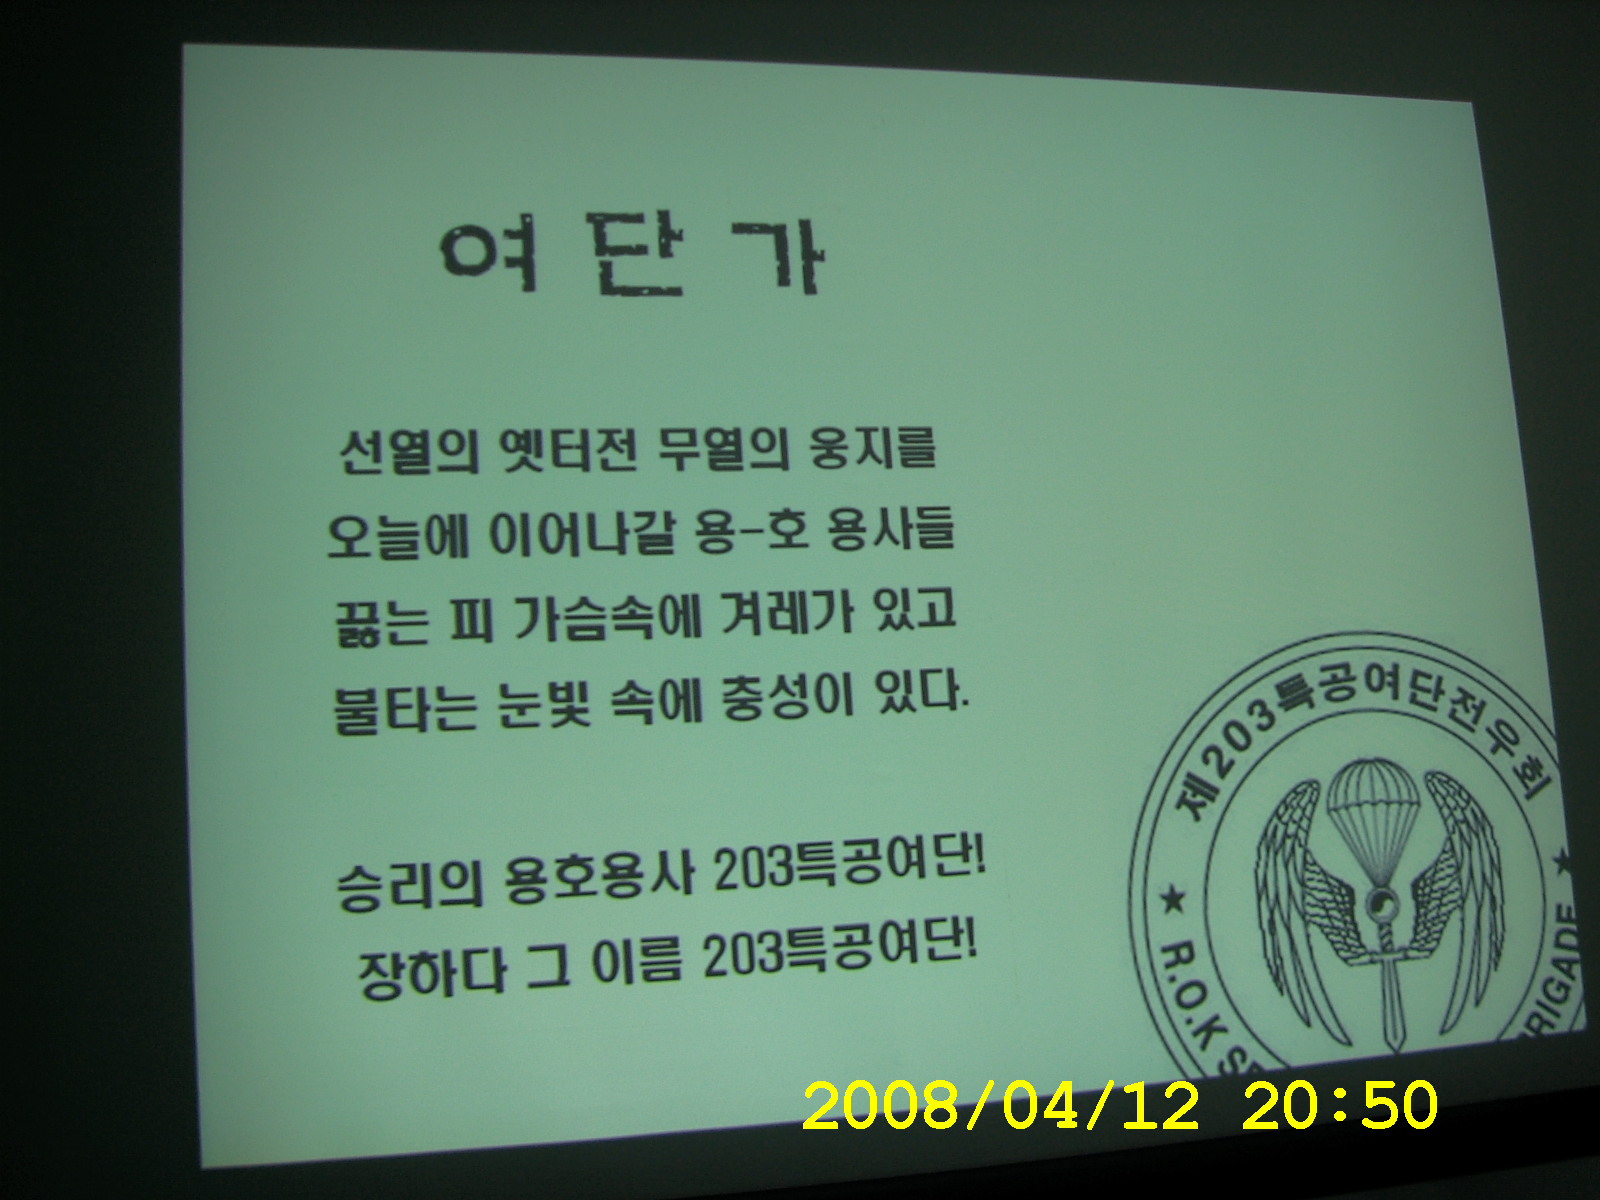 여 단 가
선열의 옛터전 무열의 웅지를
오늘에 이어나갈 용-호 용사들
끓는 피 가슴속에 겨레가 있고
불타는 눈빛 속에 충성이 있다.
승리의 용호용사 203특공여단!
장하다 그 이름 203특공여단!
제203특공여단전우회
★ R.O.K
★
2008/04/12 20:50